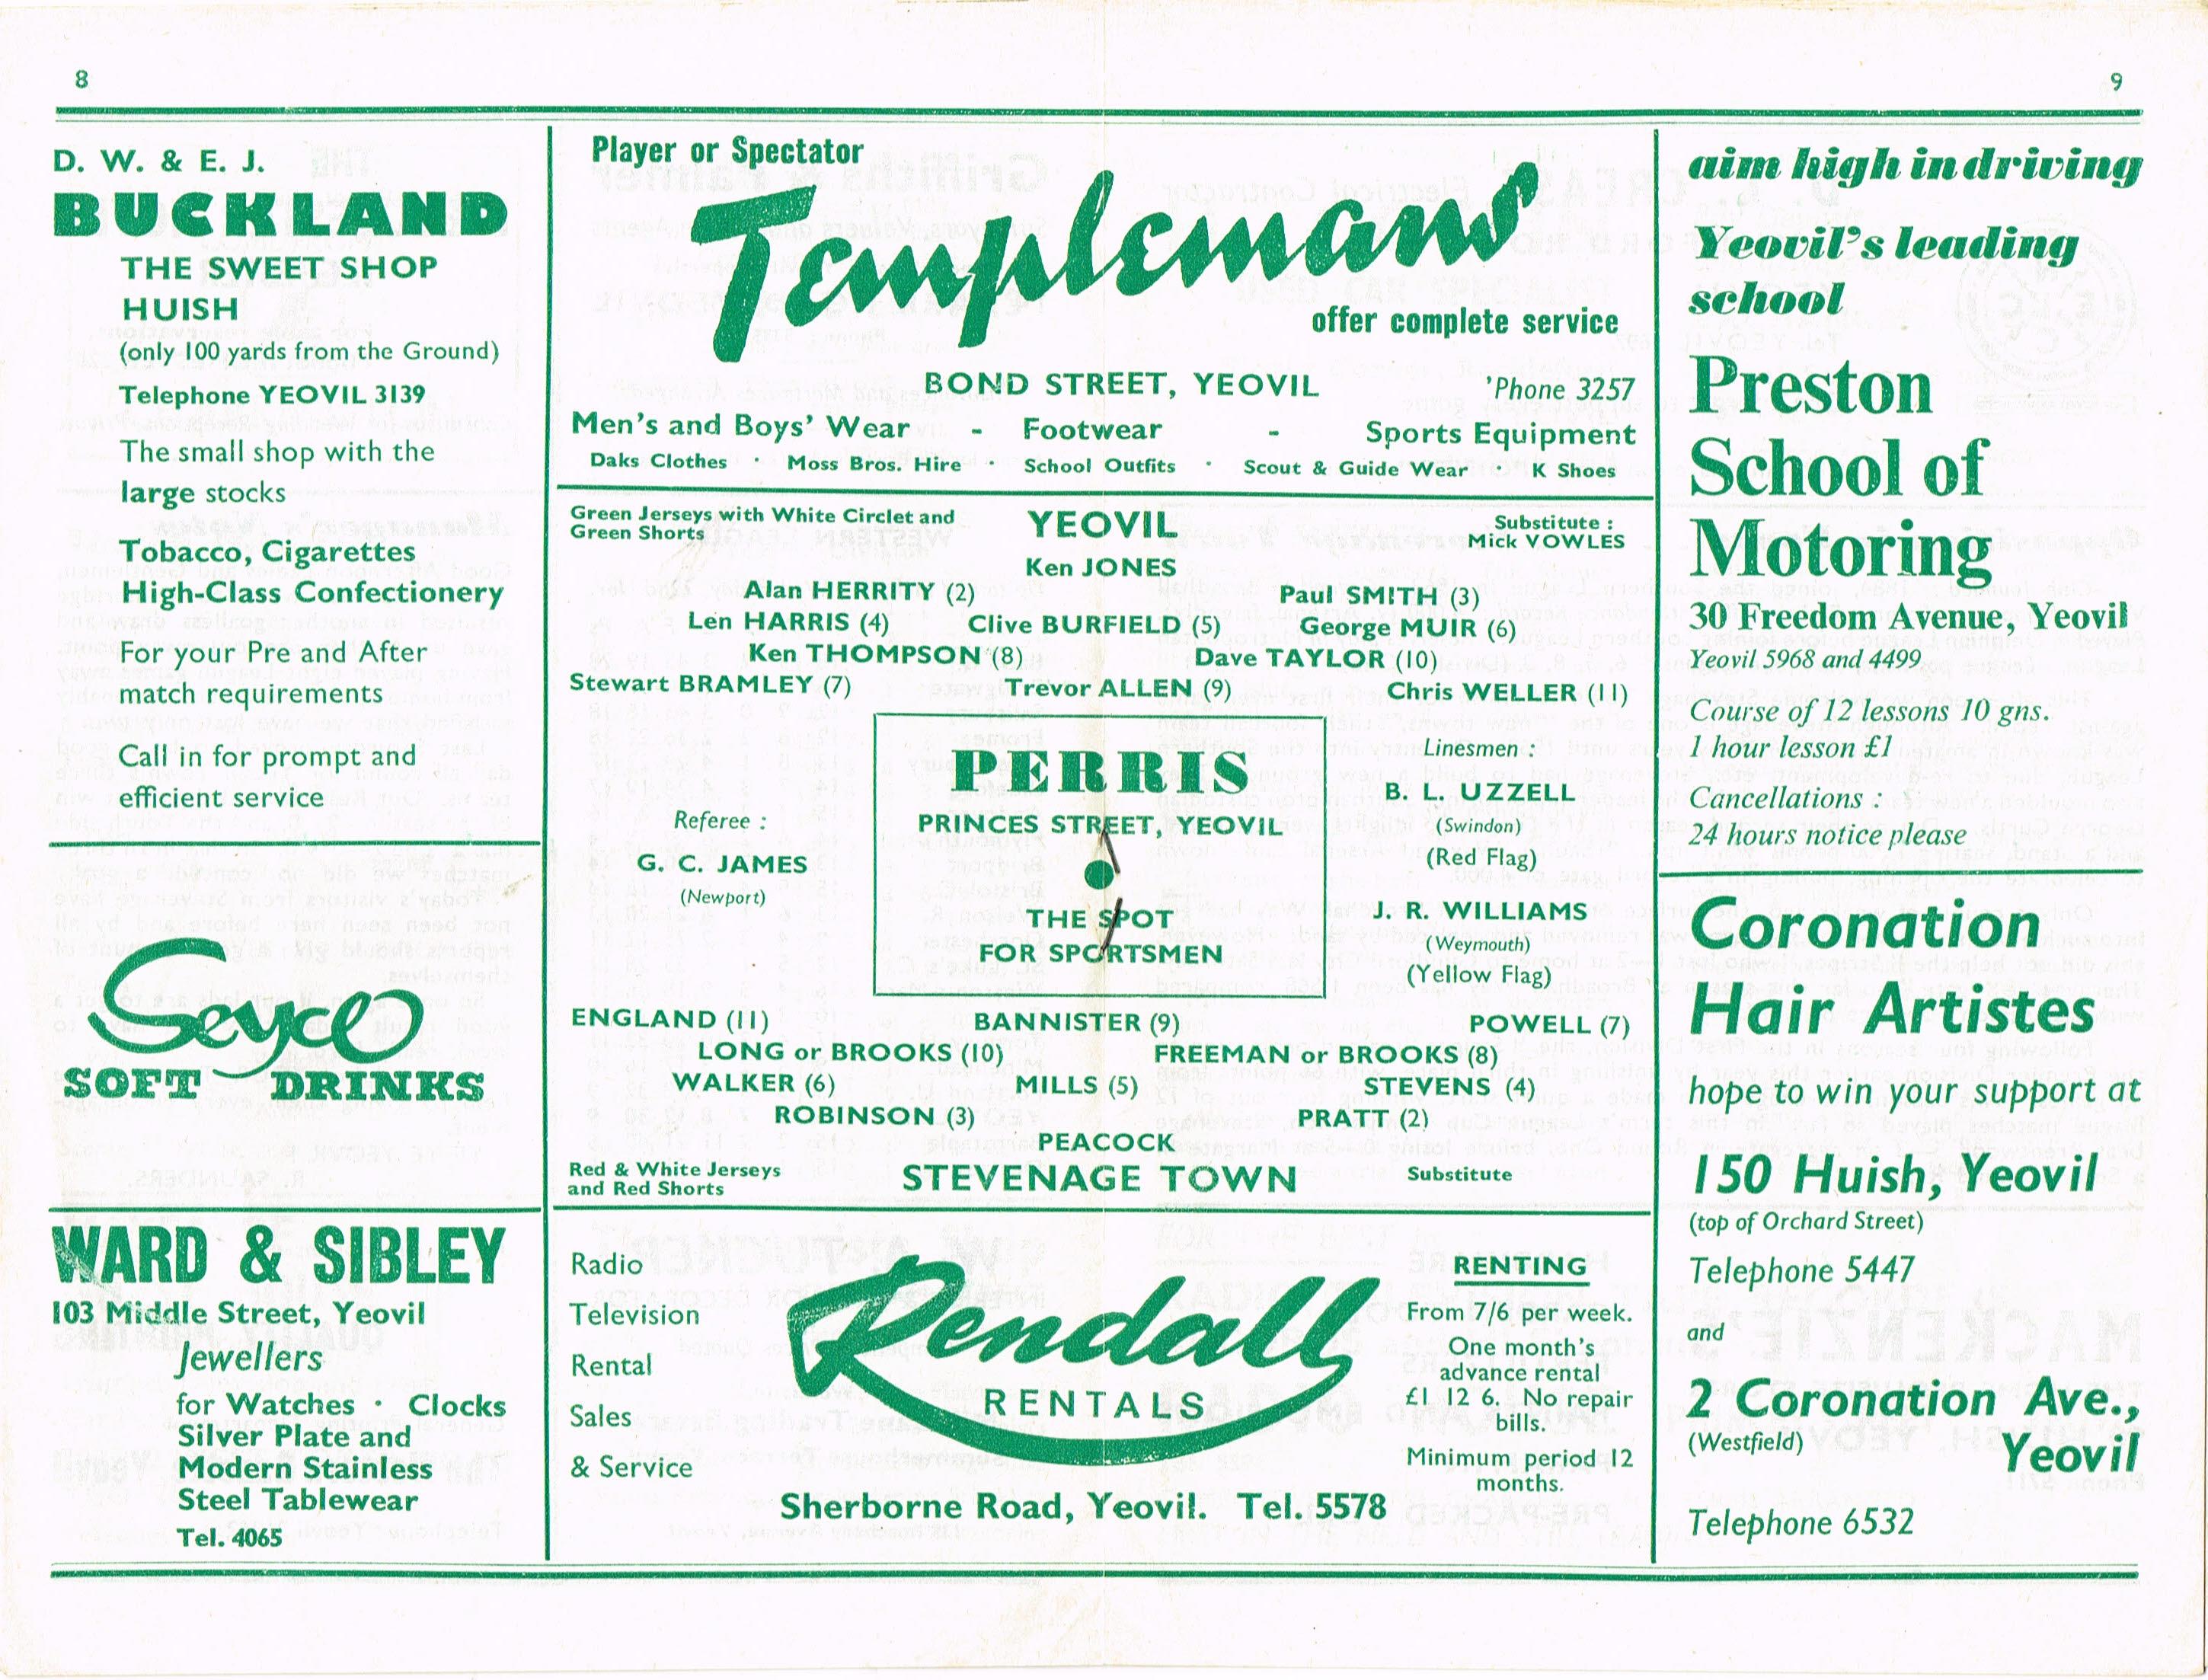 8
9
D. W. & E. J.
BUCKLAND
THE SWEET SHOP
HUISH
(only 100 yards from the Ground)
Telephone YEOVIL 3139
The small shop with the
large stocks
Tobacco, Cigarettes
High-Class Confectionery
For your Pre and After
match requirements
Call in for prompt and
efficient service
Seyco
SOFT DRINKS
WARD & SIBLEY
103 Middle Street, Yeovil
Jewellers
for Watches · Clocks
Silver Plate and
Modern Stainless
Steel Tablewear
Tel. 4065
Player or Spectator
Templemans
offer complete service
BOND STREET, YEOVIL 'Phone 3257
Men's and Boys' Wear - Footwear - Sports Equipment
Daks Clothes · Moss Bros. Hire · School Outfits · Scout & Guide Wear · K Shoes
Green Jerseys with White Circlet and
Green Shorts
YEOVIL
Substitute :
Mick VOWLES
Ken JONES
Alan HERRITY (2) Paul SMITH (3)
Len HARRIS (4) Clive BURFIELD (5) George MUIR (6)
Ken THOMPSON (8) Dave TAYLOR (10)
Stewart BRAMLEY (7) Trevor ALLEN (9) Chris WELLER (11)
Referee :
G. C. JAMES
(Newport)
PERRIS
PRINCES STREET, YEOVIL
THE SPOT
FOR SPORTSMEN
Linesmen :
B. L. UZZELL
(Swindon)
(Red Flag)
J. R. WILLIAMS
(Weymouth)
(Yellow Flag)
ENGLAND (11) BANNISTER (9) POWELL (7)
LONG or BROOKS (10) FREEMAN or BROOKS (8)
WALKER (6) MILLS (5) STEVENS (4)
ROBINSON (3) PRATT (2)
PEACOCK
Red & White Jerseys
and Red Shorts
STEVENAGE TOWN
Substitute
Radio
Television
Rental
Sales
& Service
Rendall
RENTALS
RENTING
From 7/6 per week.
One month's
advance rental
£1 12 6. No repair
bills.
Minimum period 12
months.
Sherborne Road, Yeovil. Tel. 5578
aim high in driving
Yeovil's leading
school
Preston
School of
Motoring
30 Freedom Avenue, Yeovil
Yeovil 5968 and 4499
Course of 12 lessons 10 gns.
1 hour lesson £1
Cancellations :
24 hours notice please
Coronation
Hair Artistes
hope to win your support at
150 Huish, Yeovil
(top of Orchard Street)
Telephone 5447
and
2 Coronation Ave.,
(Westfield) Yeovil
Telephone 6532